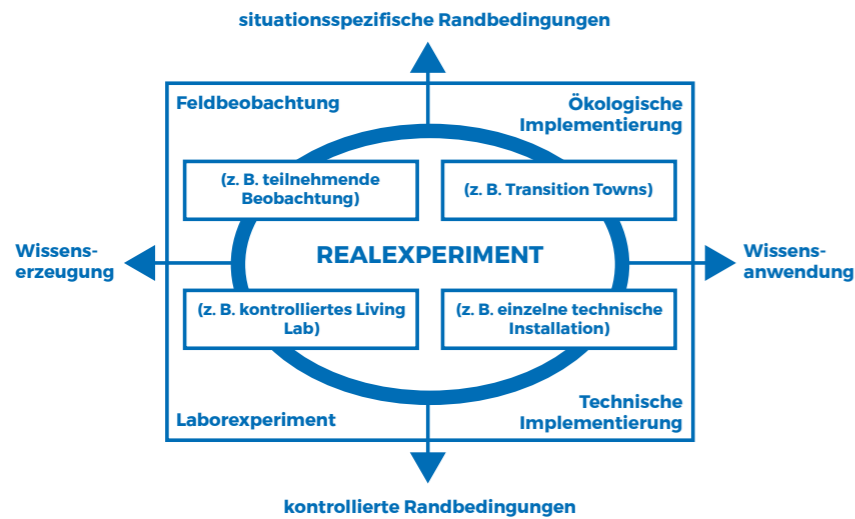 situationsspezifische Randbedingungen
Feldbeobachtung
Ökologische
Implementierung
(z. B. teilnehmende
Beobachtung)
(z. B. Transition Towns)
Wissens-
erzeugung
REALEXPERIMENT
Wissens-
anwendung
(z. B. kontrolliertes Living
Lab)
(z. B. einzelne technische
Installation)
Laborexperiment
Technische
Implementierung
kontrollierte Randbedingungen